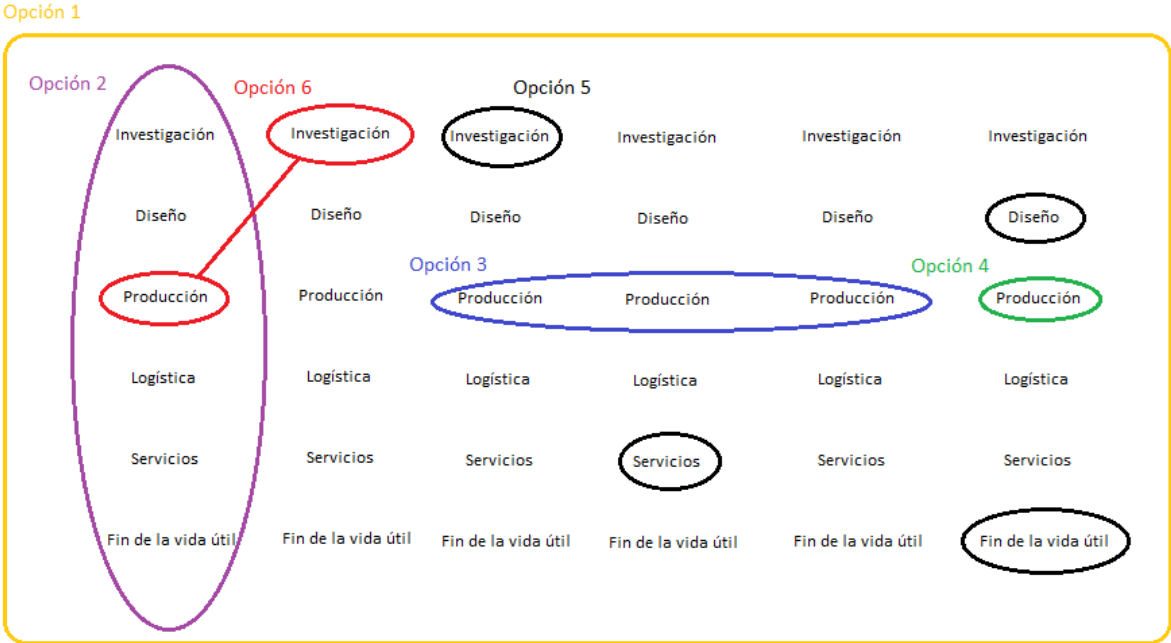 Opción 1
Opción 2 Opción 6 Opción 5
Investigación Investigación Investigación Investigación Investigación Investigación
Diseño Diseño Diseño Diseño Diseño Diseño
Opción 3 Opción 4
Producción Producción Producción Producción Producción Producción
Logística Logística Logística Logística Logística Logística
Servicios Servicios Servicios Servicios Servicios Servicios
Fin de la vida útil Fin de la vida útil Fin de la vida útil Fin de la vida útil Fin de la vida útil Fin de la vida útil